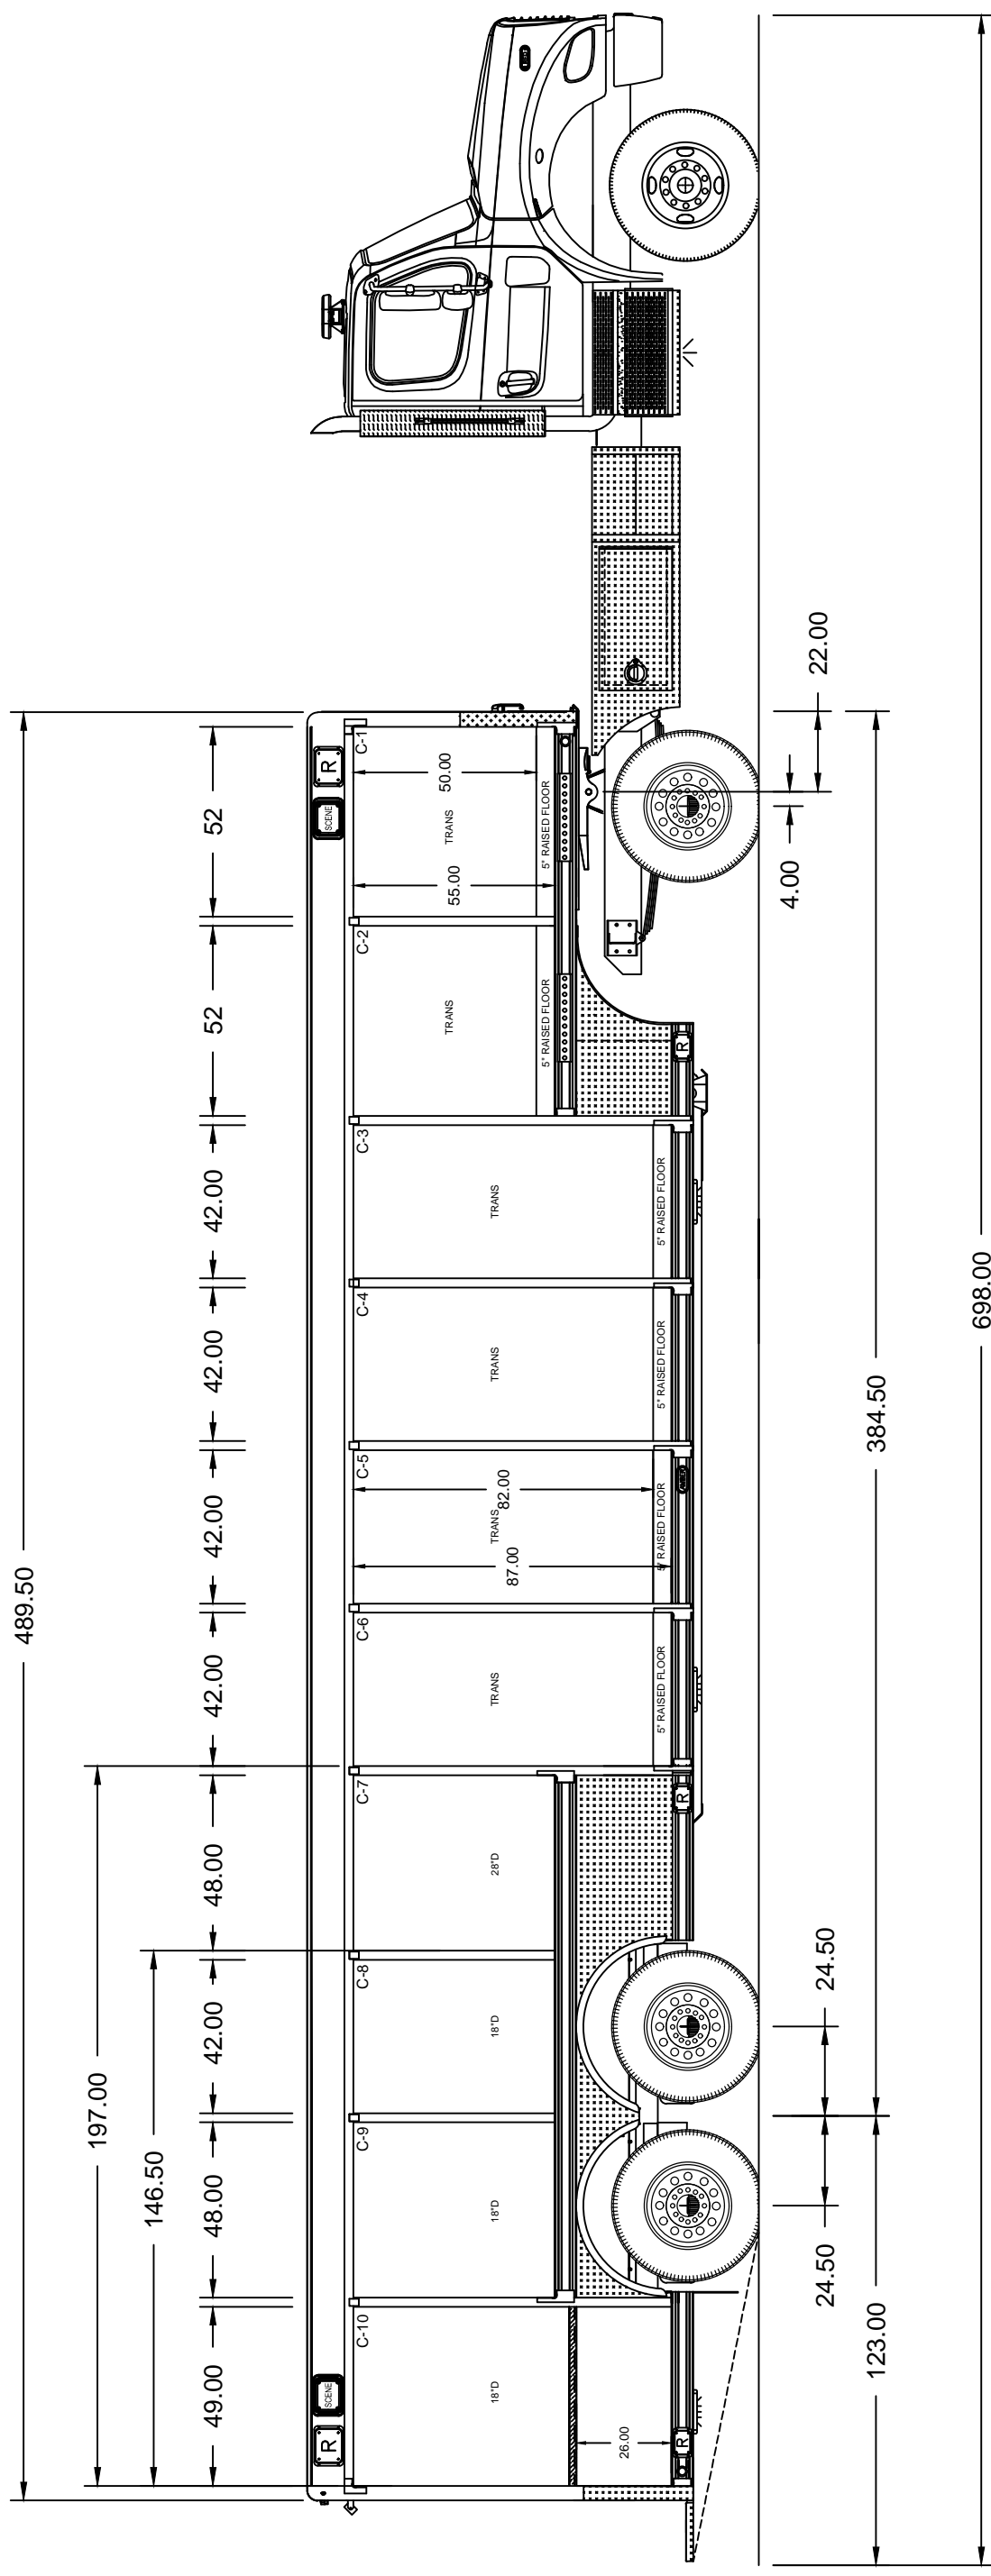 489.50
197.00
146.50
49.00
48.00
42.00
48.00
42.00
42.00
42.00
42.00
52
52
R
SCENE
SCENE
R
C-10
C-9
C-8
C-7
C-6
C-5
C-4
C-3
C-2
C-1
18"D
18"D
18"D
28"D
TRANS
TRANS
TRANS
TRANS
TRANS
TRANS
87.00
82.00
55.00
50.00
5" RAISED FLOOR
5" RAISED FLOOR
5" RAISED FLOOR
5" RAISED FLOOR
5" RAISED FLOOR
5" RAISED FLOOR
26.00
R
R
R
24.50
24.50
4.00
22.00
123.00
384.50
698.00